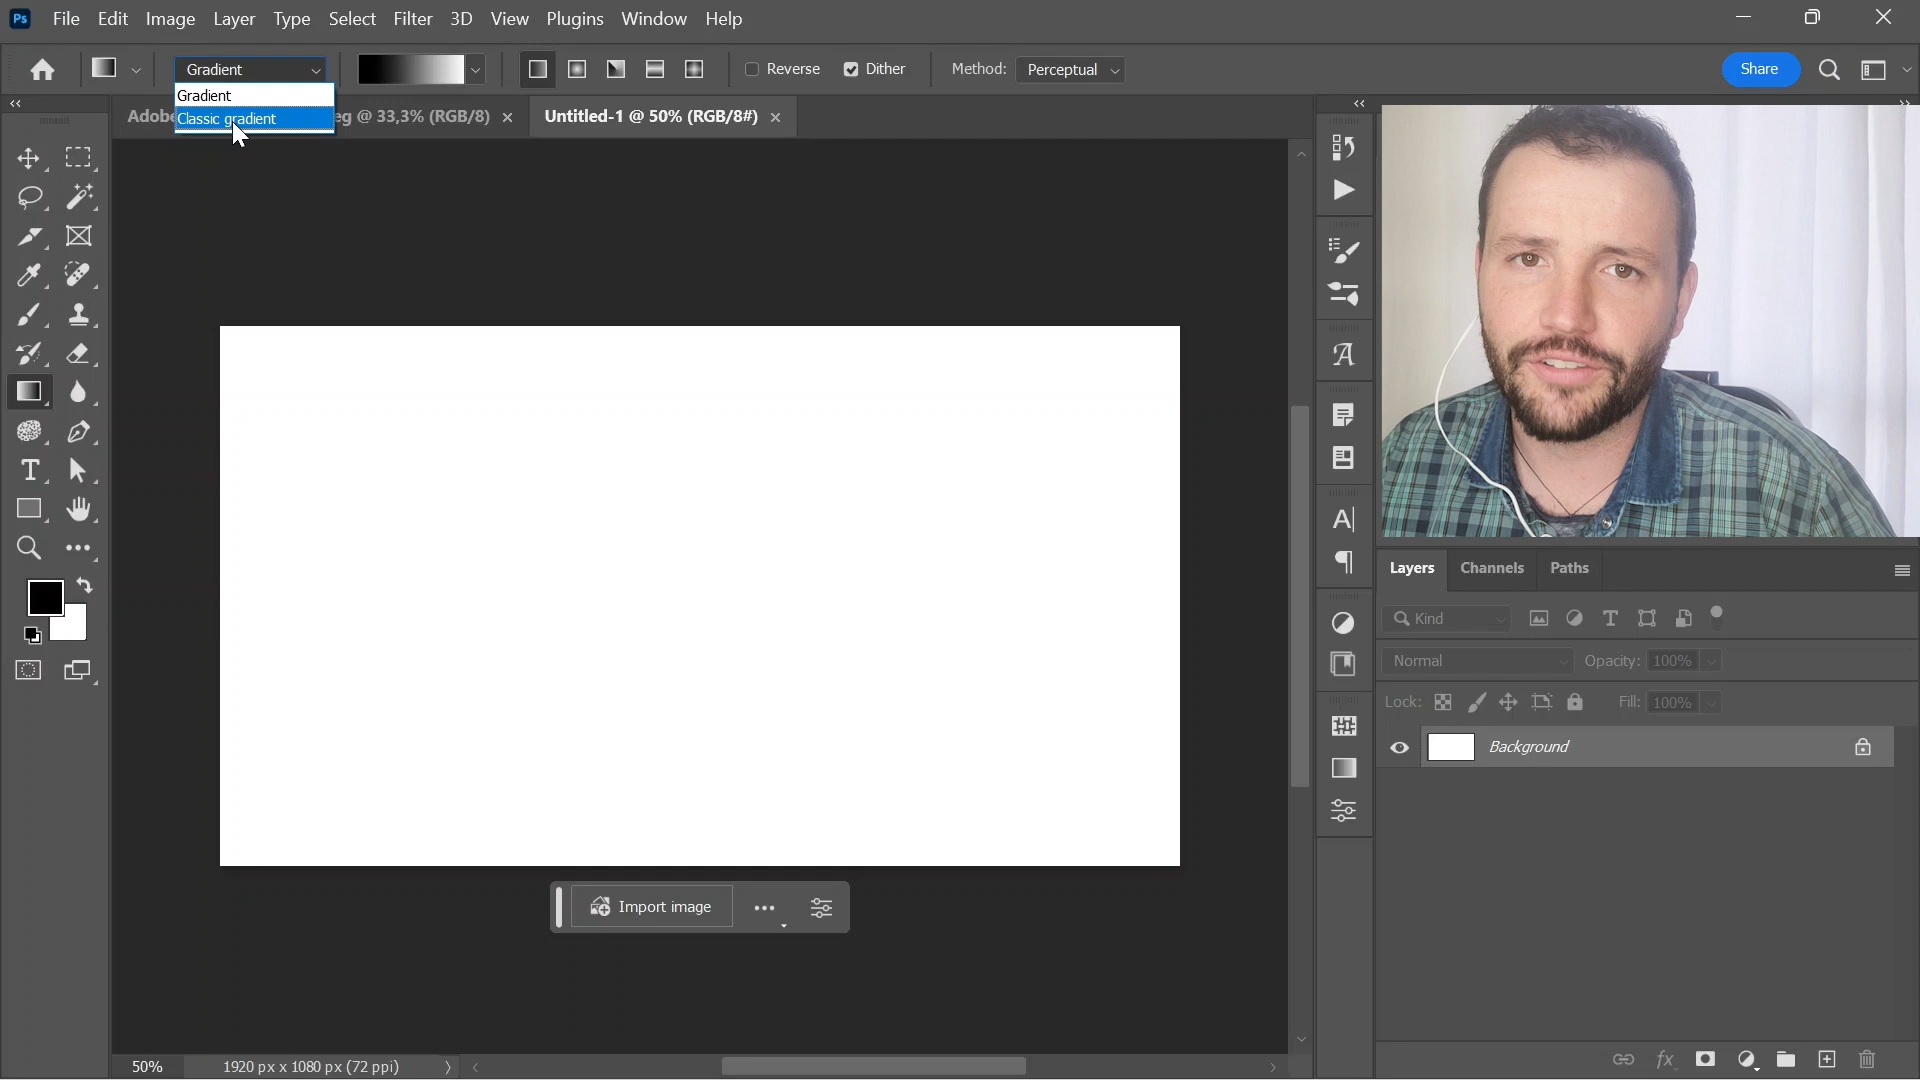 Ps File Edit Image Layer Type Select Filter 3D View Plugins Window Help
Gradient Reverse Dither Method: Perceptual Share
Gradient
Classic gradient
Adobe eg @ 33,3% (RGB/8) × Untitled-1 @ 50% (RGB/8#) ×
Layers Channels Paths
Kind
Normal Opacity: 100%
Lock: Fill: 100%
Background
Import image
50% 1920 px x 1080 px (72 ppi)